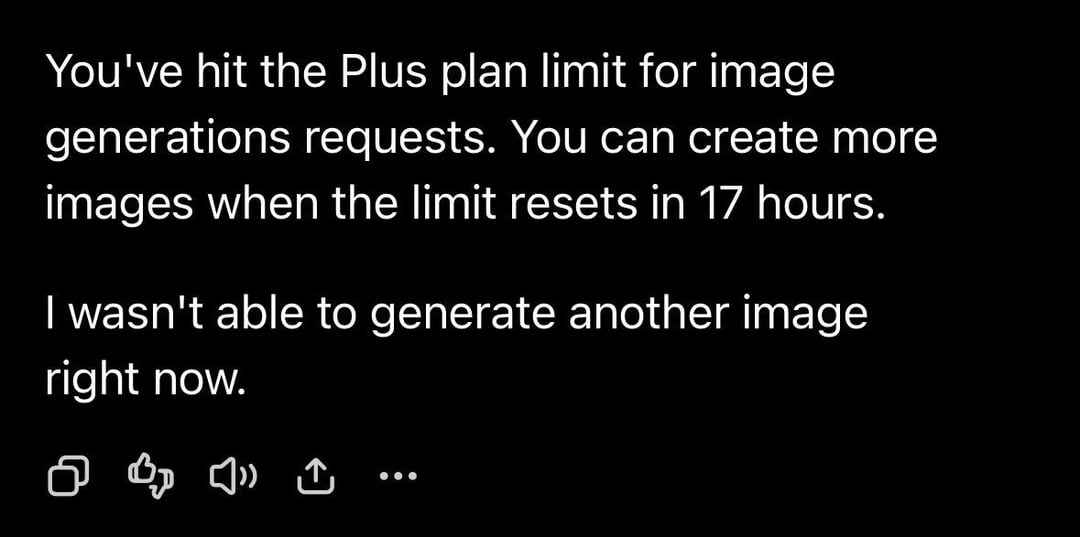 You've hit the Plus plan limit for image
generations requests. You can create more
images when the limit resets in 17 hours.
I wasn't able to generate another image
right now.